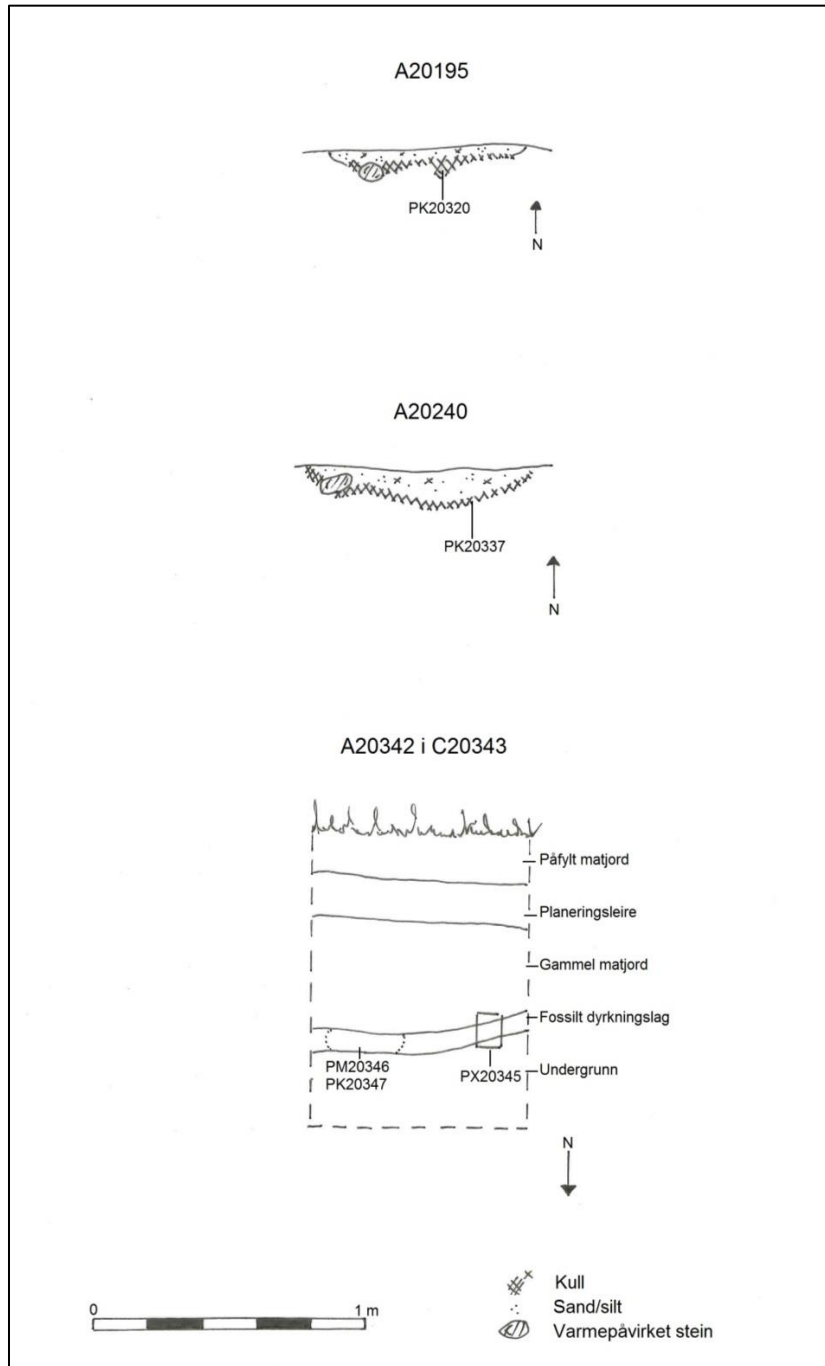 A20195
PK20320
N
A20240
PK20337
N
A20342 i C20343
Påfylt matjord
Planeringsleire
Gammel matjord
Fossilt dyrkningslag
PM20346
PK20347
PX20345
Undergrunn
N
0 1 m
Kull
Sand/silt
Varmepåvirket stein